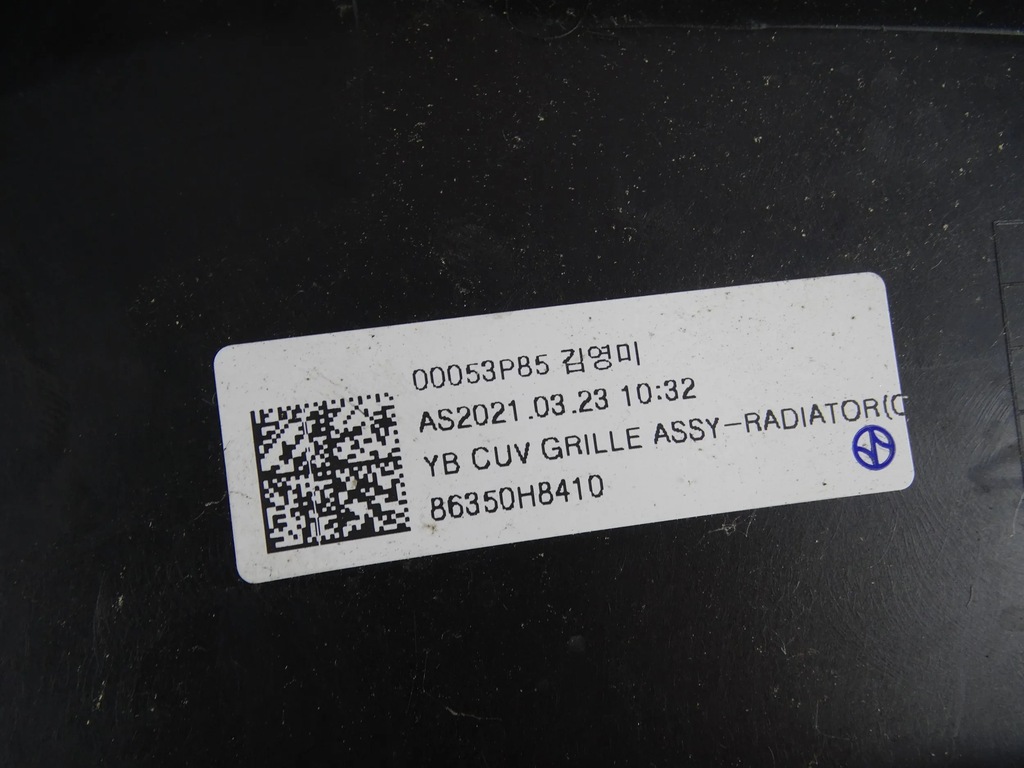 00053P85 김영미
AS2021.03.23 10:32
YB CUV GRILLE ASSY-RADIATOR(C
86350H8410